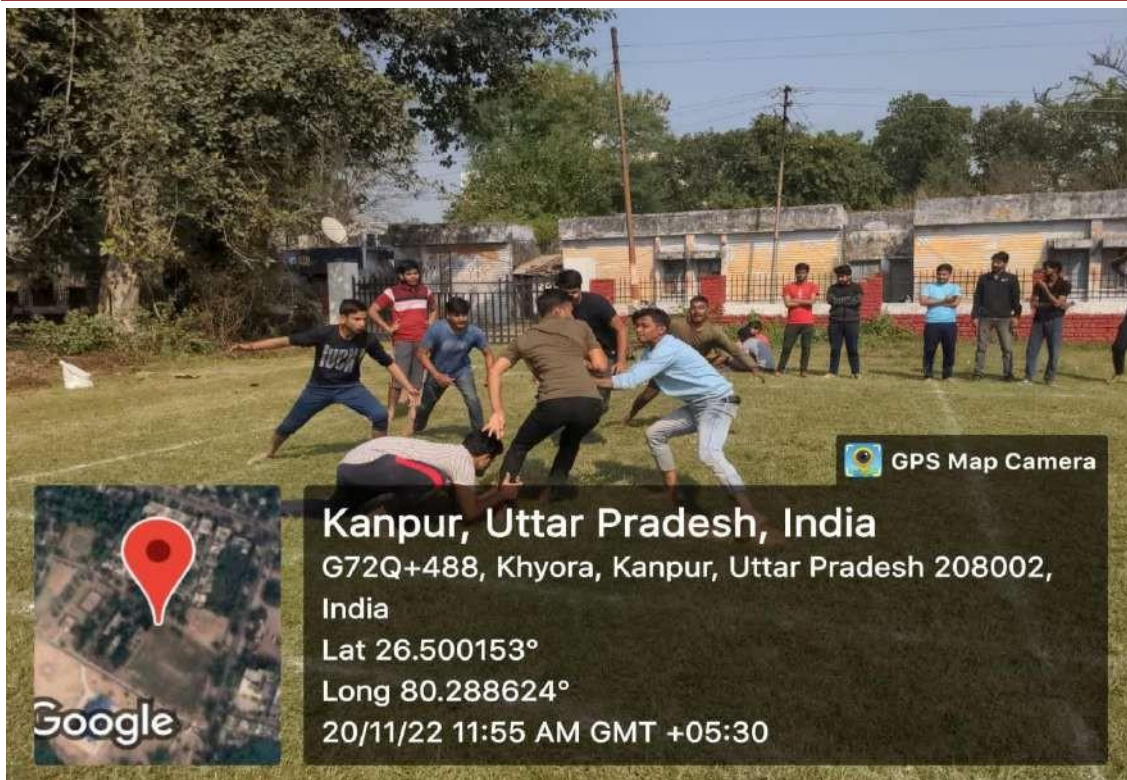 GPS Map Camera
Kanpur, Uttar Pradesh, India
G72Q+488, Khyora, Kanpur, Uttar Pradesh 208002,
India
Lat 26.500153°
Long 80.288624°
20/11/22 11:55 AM GMT +05:30
Google